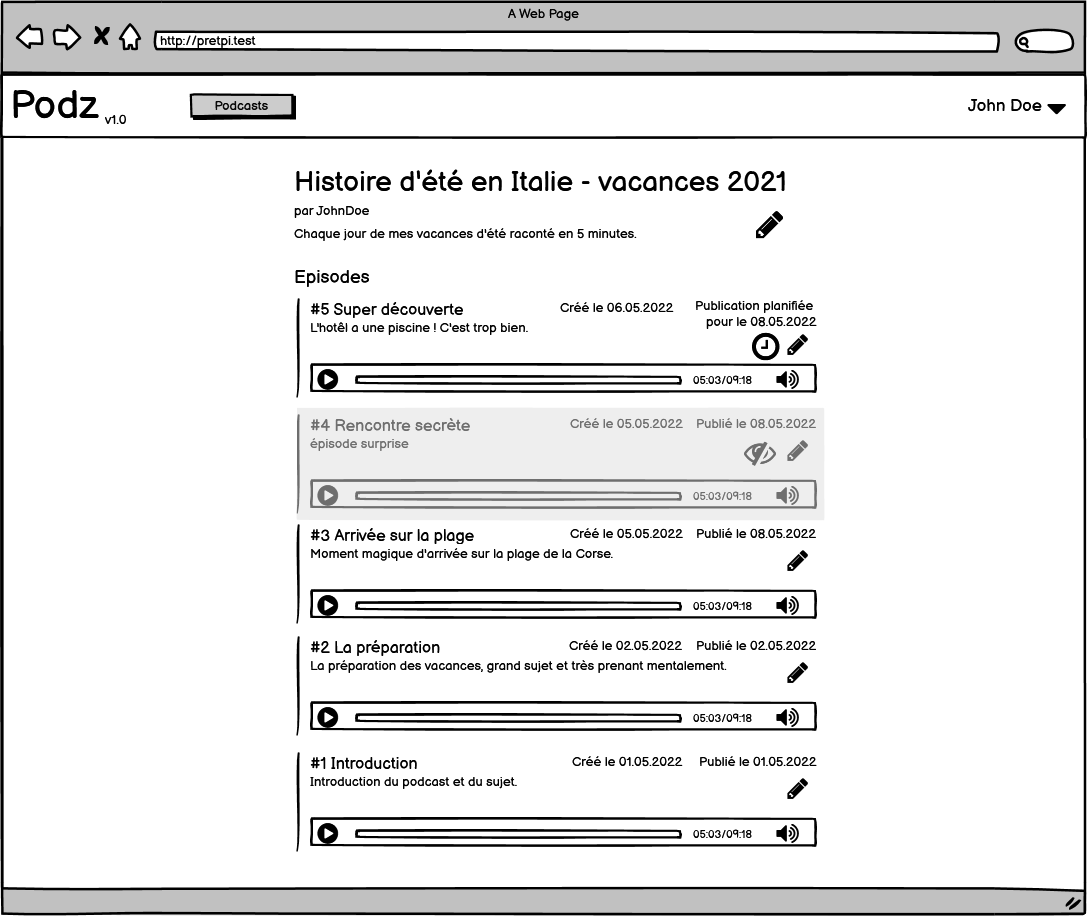 A Web Page
http://pretpi.test
Podz v1.0
Podcasts
John Doe
Histoire d'été en Italie - vacances 2021
par JohnDoe
Chaque jour de mes vacances d'été raconté en 5 minutes.
Episodes
#5 Super découverte
Créé le 06.05.2022
Publication planifiée
pour le 08.05.2022
L'hotêl a une piscine ! C'est trop bien.
05:03/09:18
#4 Rencontre secrète
Créé le 05.05.2022
Publié le 08.05.2022
épisode surprise
05:03/09:18
#3 Arrivée sur la plage
Créé le 05.05.2022
Publié le 08.05.2022
Moment magique d'arrivée sur la plage de la Corse.
05:03/09:18
#2 La préparation
Créé le 02.05.2022
Publié le 02.05.2022
La préparation des vacances, grand sujet et très prenant mentalement.
05:03/09:18
#1 Introduction
Créé le 01.05.2022
Publié le 01.05.2022
Introduction du podcast et du sujet.
05:03/09:18